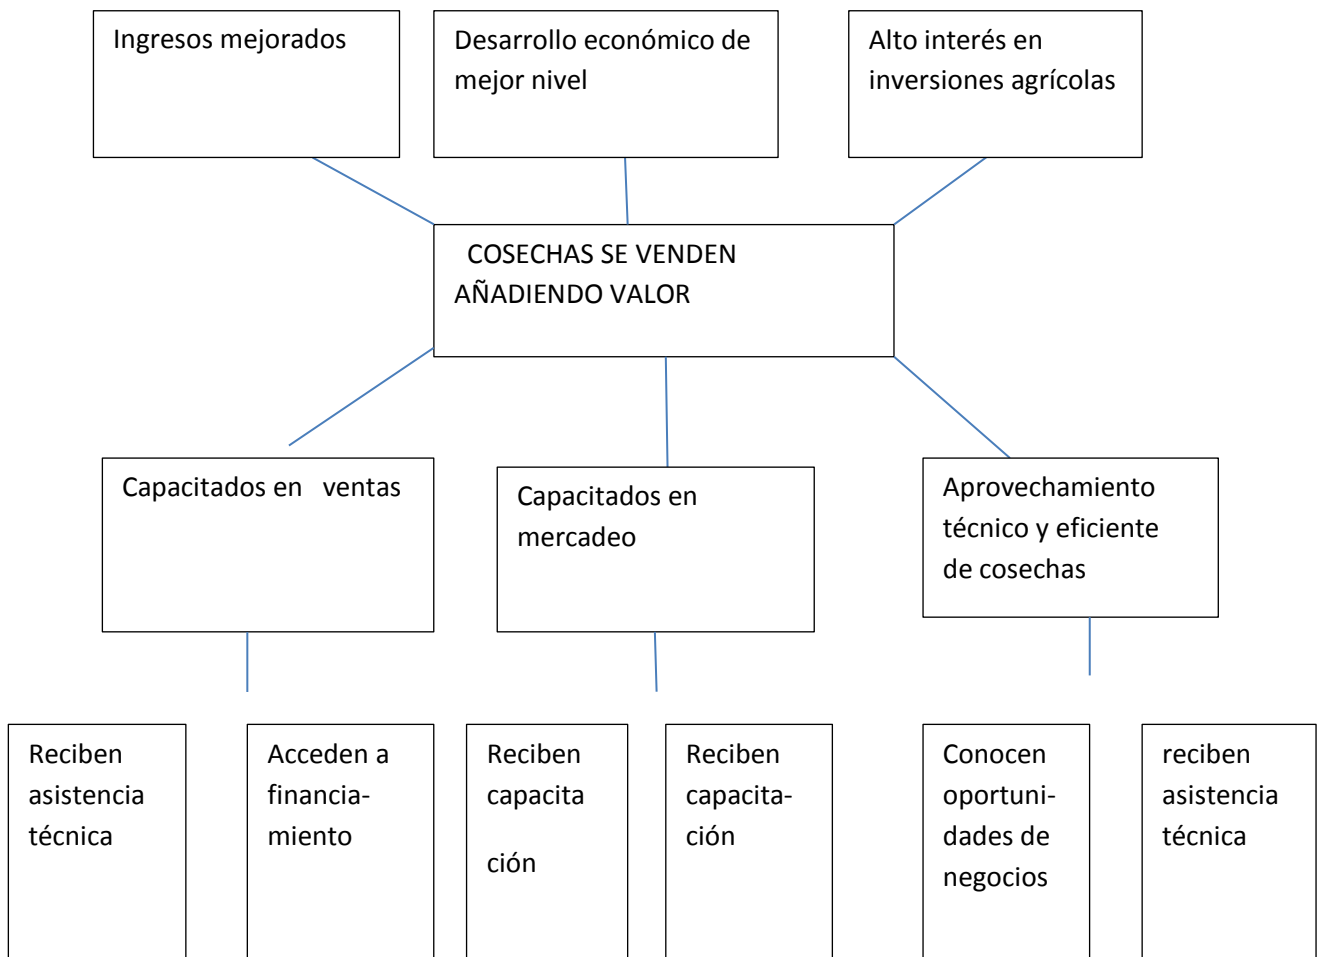 Ingresos mejorados
Desarrollo económico de
mejor nivel
Alto interés en
inversiones agrícolas
COSECHAS SE VENDEN
AÑADIENDO VALOR
Capacitados en ventas
Capacitados en
mercadeo
Aprovechamiento
técnico y eficiente
de cosechas
Reciben
asistencia
técnica
Acceden a
financia-
miento
Reciben
capacita
ción
Reciben
capacita-
ción
Conocen
oportuni-
dades de
negocios
reciben
asistencia
técnica